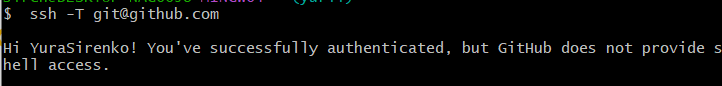 $  ssh -T git@github.com
Hi YuraSirenko! You've successfully authenticated, but GitHub does not provide s
hell access.